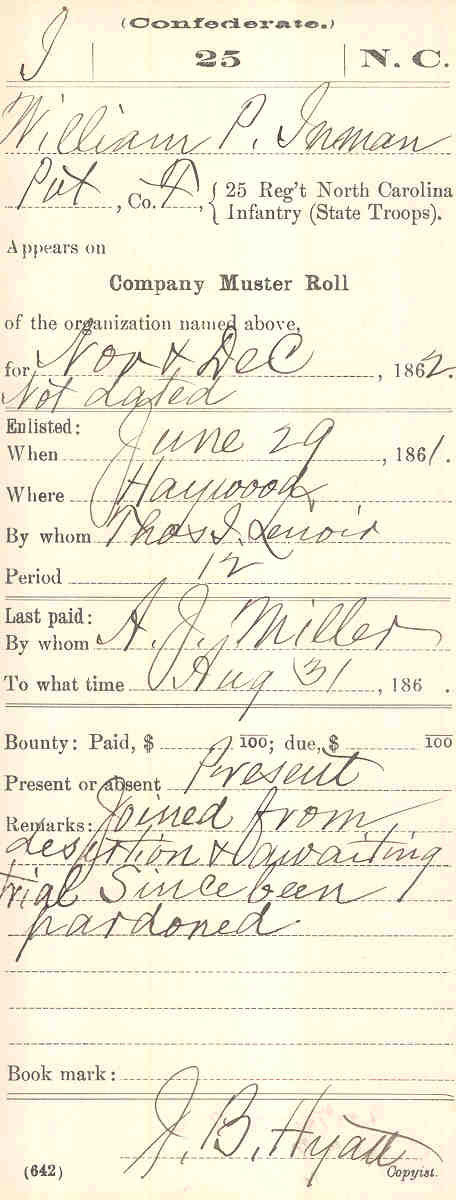 (Confederate.)
I | 25 | N. C.
William P. Inman
Pvt, Co. F, { 25 Reg't North Carolina
Infantry (State Troops).
Appears on
Company Muster Roll
of the organization named above,
for Nov & Dec, 1862.
Not dated
Enlisted:
When June 29, 1861.
Where Haywood
By whom Thos I. Lenoir
Period 12
Last paid:
By whom A. J. Miller
To what time Aug 31, 186 .
Bounty: Paid, $ 100; due, $ 100
Present or absent Present
Remarks: Joined from
desertion & awaiting
trial Since been
pardoned
Book mark:
J. B. Hyatt
(642) Copyist.